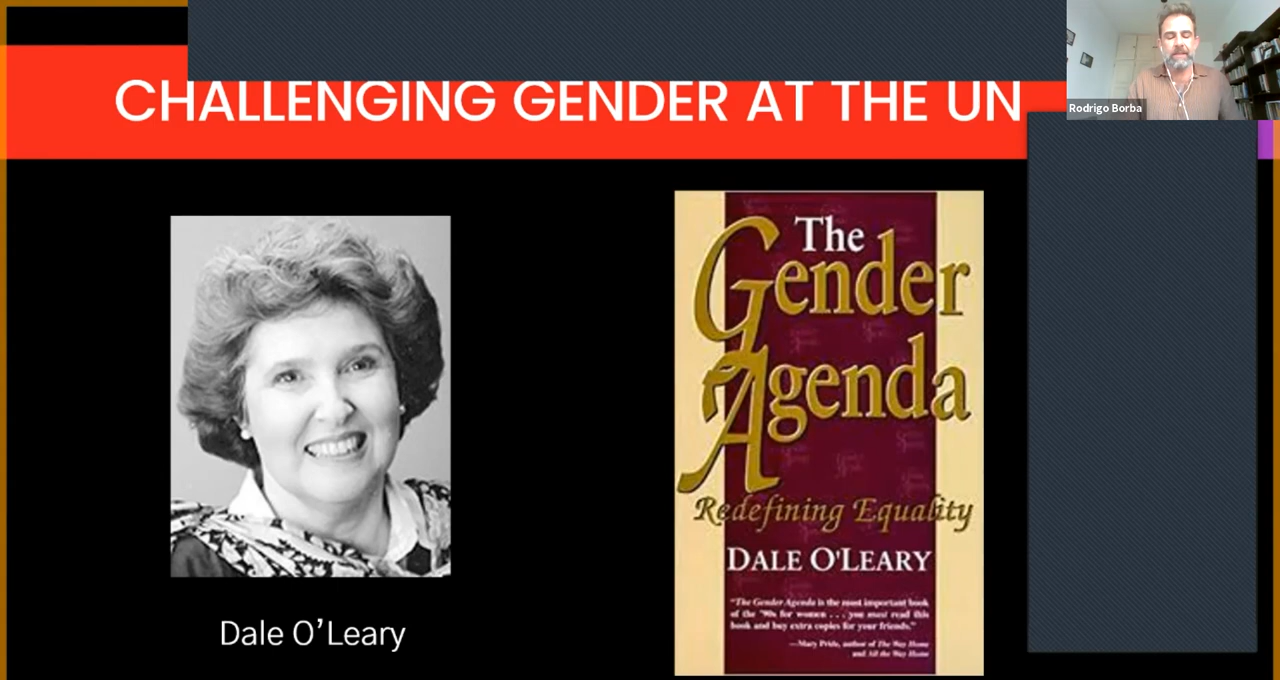 CHALLENGING GENDER AT THE UN
Rodrigo Borba
The
Gender
Agenda
Redefining Equality
DALE O'LEARY
"The Gender Agenda is the most important book
of the '90s for women . . . you must read this
book and buy extra copies for your friends."
—Mary Pride, author of The Way Home
and All the Way Home
Dale O’Leary